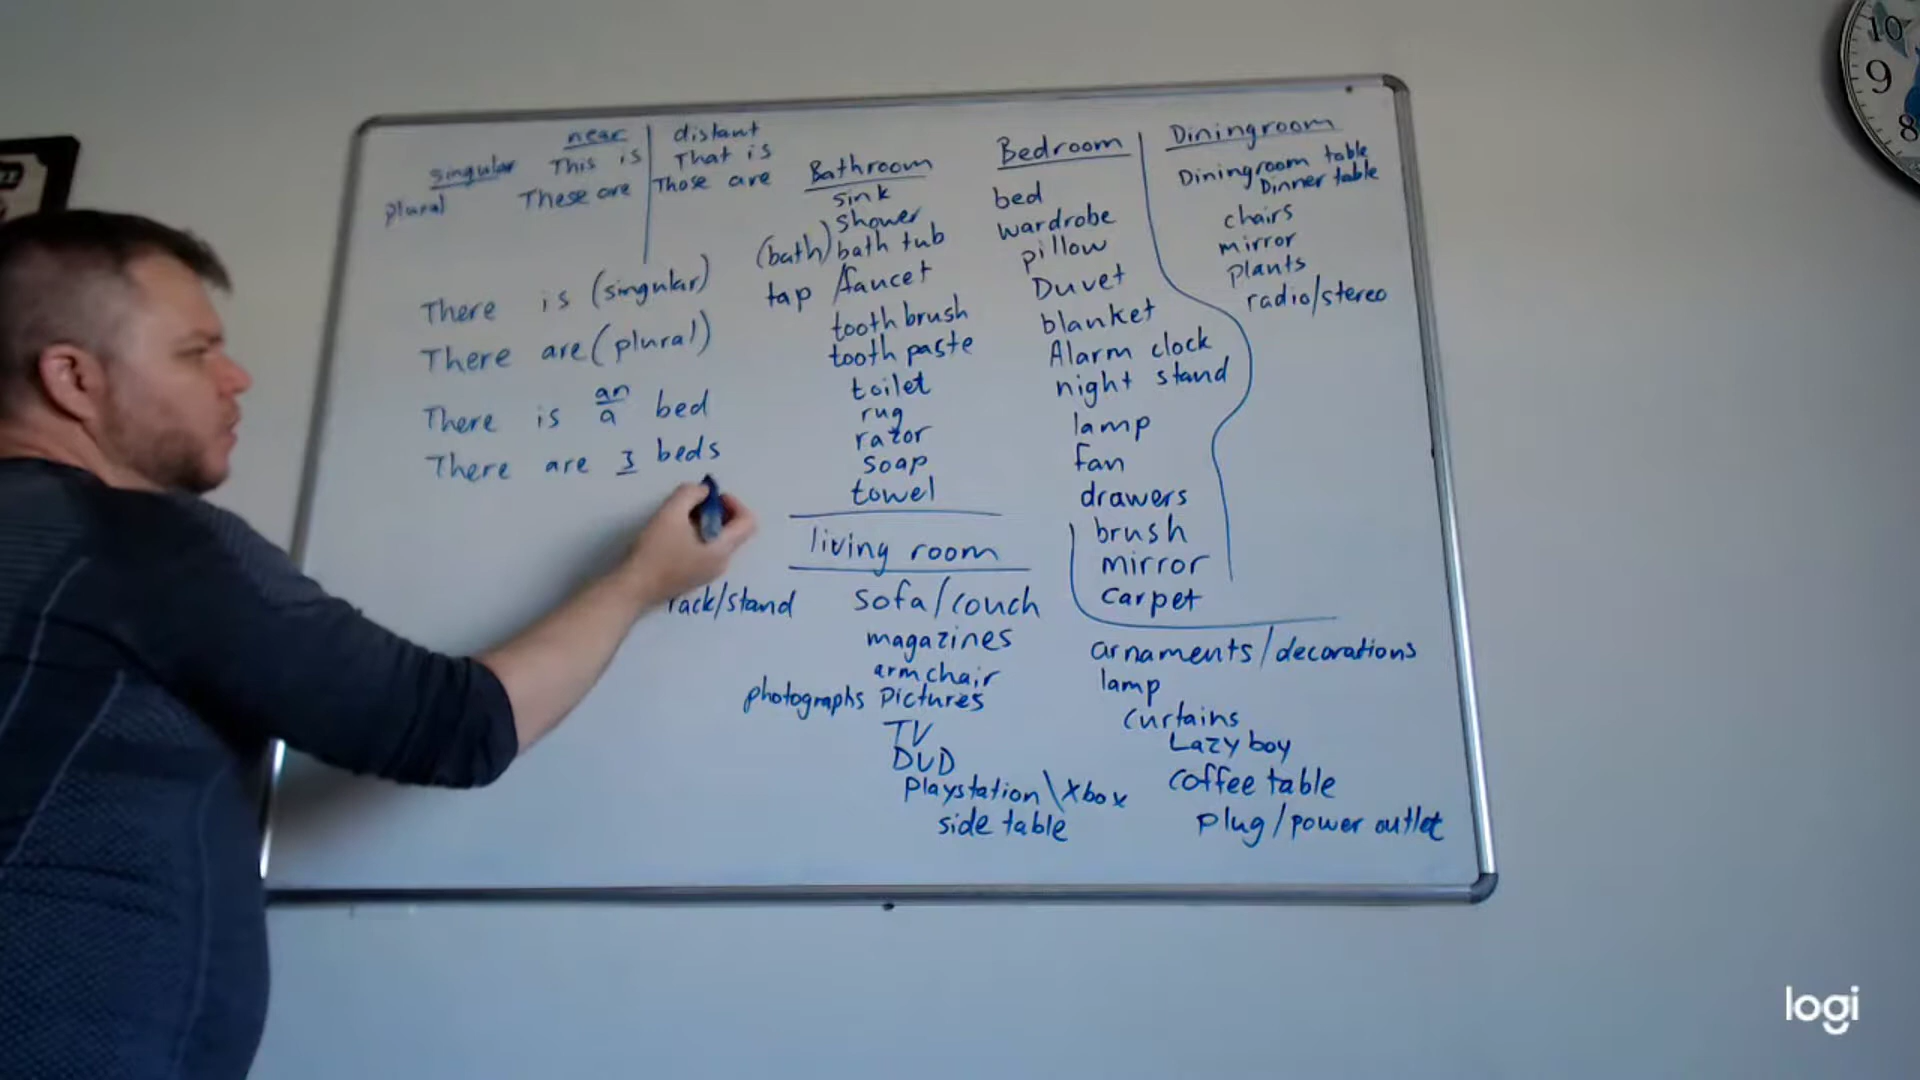 near | distant
singular This is | That is
plural These are | Those are
There is (singular)
There are (plural)
There is an/a bed
There are 3 beds
Bathroom
sink
shower
(bath) bath tub
tap /faucet
tooth brush
tooth paste
toilet
rug
razor
soap
towel
Bedroom
bed
wardrobe
pillow
Duvet
blanket
Alarm clock
night stand
lamp
fan
drawers
brush
mirror
carpet
Diningroom
Diningroom table
Dinner table
chairs
mirror
plants
radio/stereo
living room
rack/stand
sofa/couch
magazines
armchair
photographs pictures
TV
DVD
Playstation\Xbox
side table
arnaments/decorations
lamp
curtains
Lazy boy
coffee table
plug/power outlet
10
9
8
logi